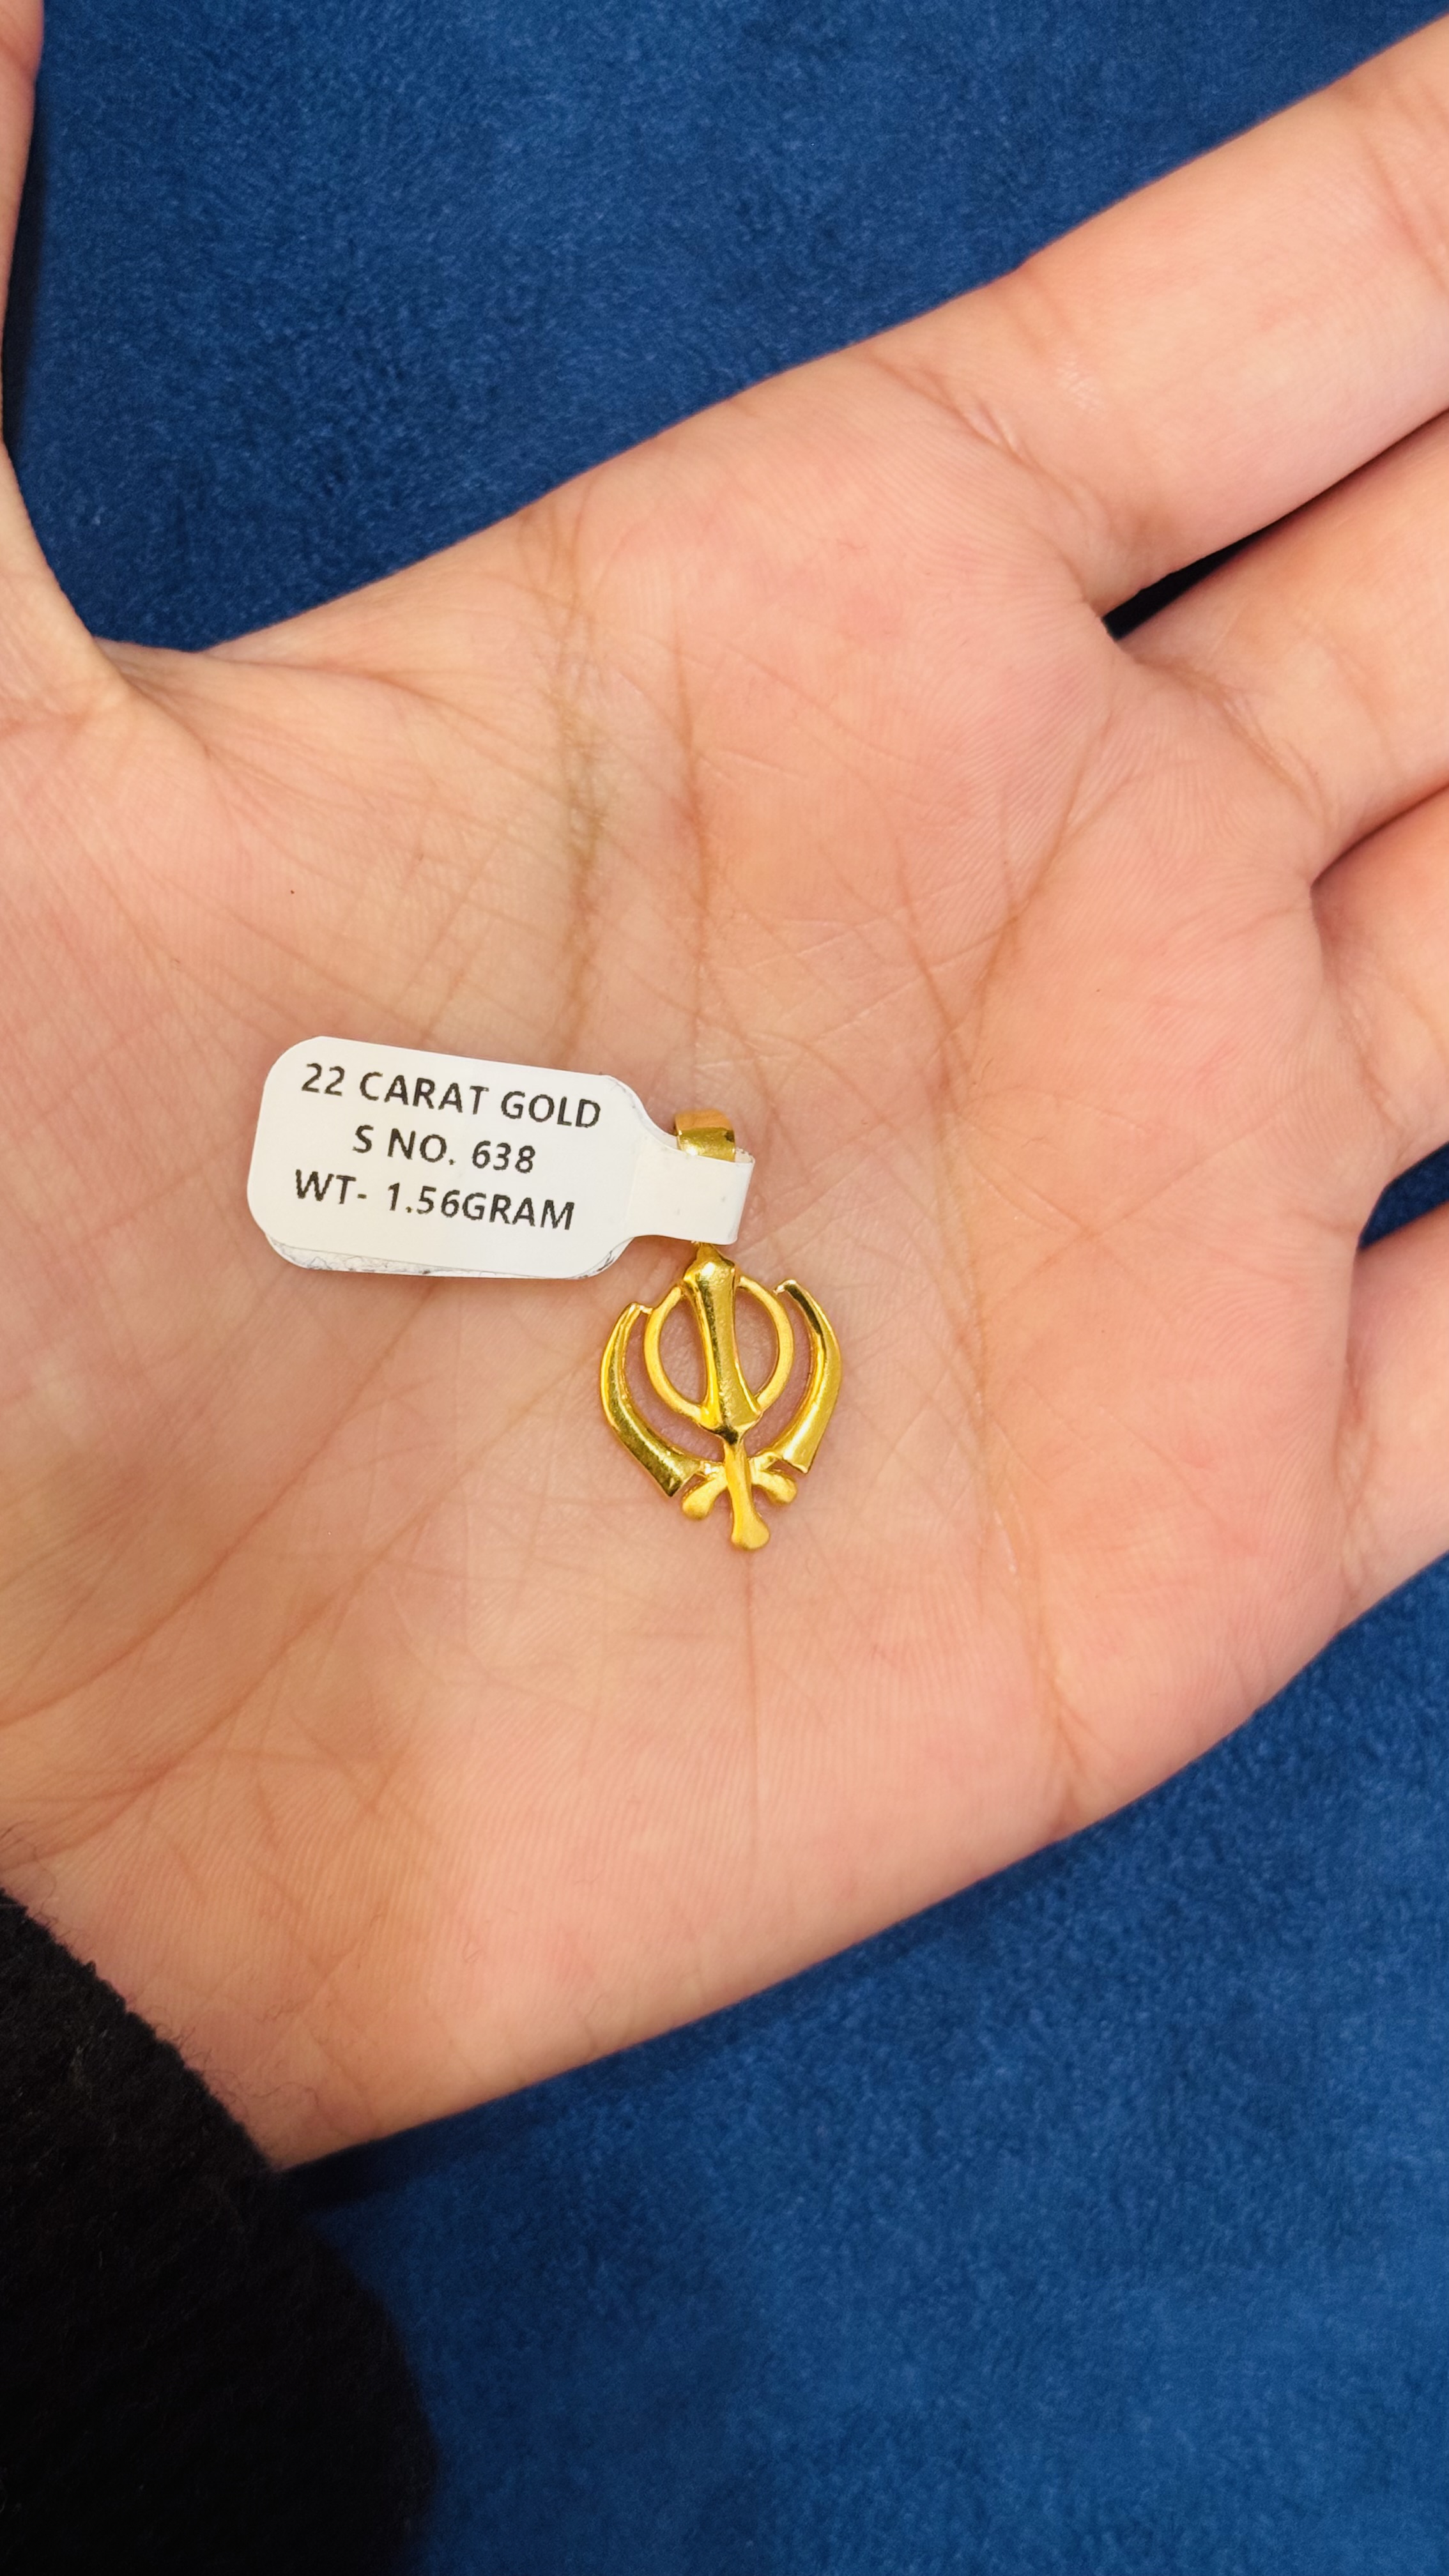 22 CARAT GOLD
S NO. 638
WT- 1.56GRAM